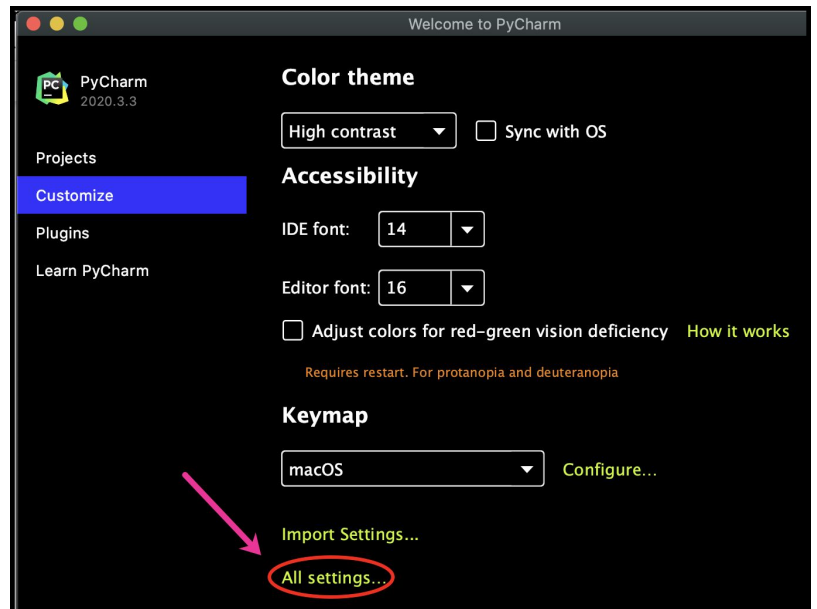 Welcome to PyCharm
PC
PyCharm
2020.3.3
Projects
Customize
Plugins
Learn PyCharm
Color theme
High contrast
Sync with OS
Accessibility
IDE font: 14
Editor font: 16
Adjust colors for red-green vision deficiency How it works
Requires restart. For protanopia and deuteranopia
Keymap
macOS Configure...
Import Settings...
All settings...